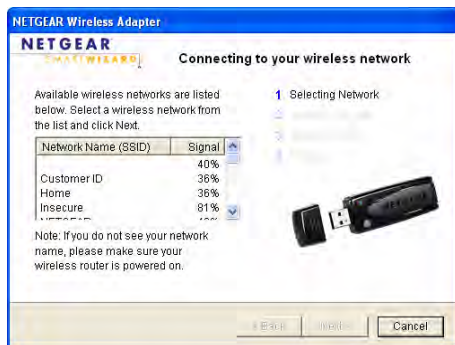 NETGEAR Wireless Adapter
NETGEAR
SMARTWIZARD
Connecting to your wireless network
Available wireless networks are listed
below. Select a wireless network from
the list and click Next.
Network Name (SSID) Signal
40%
Customer ID 36%
Home 36%
Insecure 81%
Note: If you do not see your network
name, please make sure your
wireless router is powered on.
1 Selecting Network
2
3
Cancel